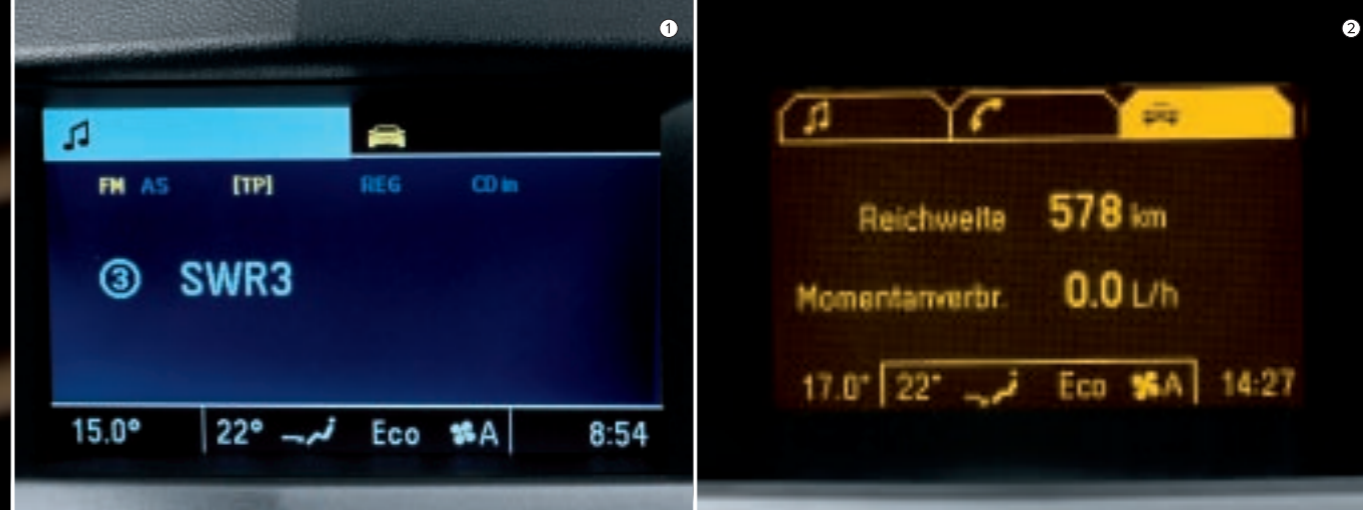 1
FM AS [TP] REG CD in
3 SWR3
15.0° 22° Eco A 8:54
2
Reichweite 578 km
Momentanverbr. 0.0 L/h
17.0° 22° Eco A 14:27